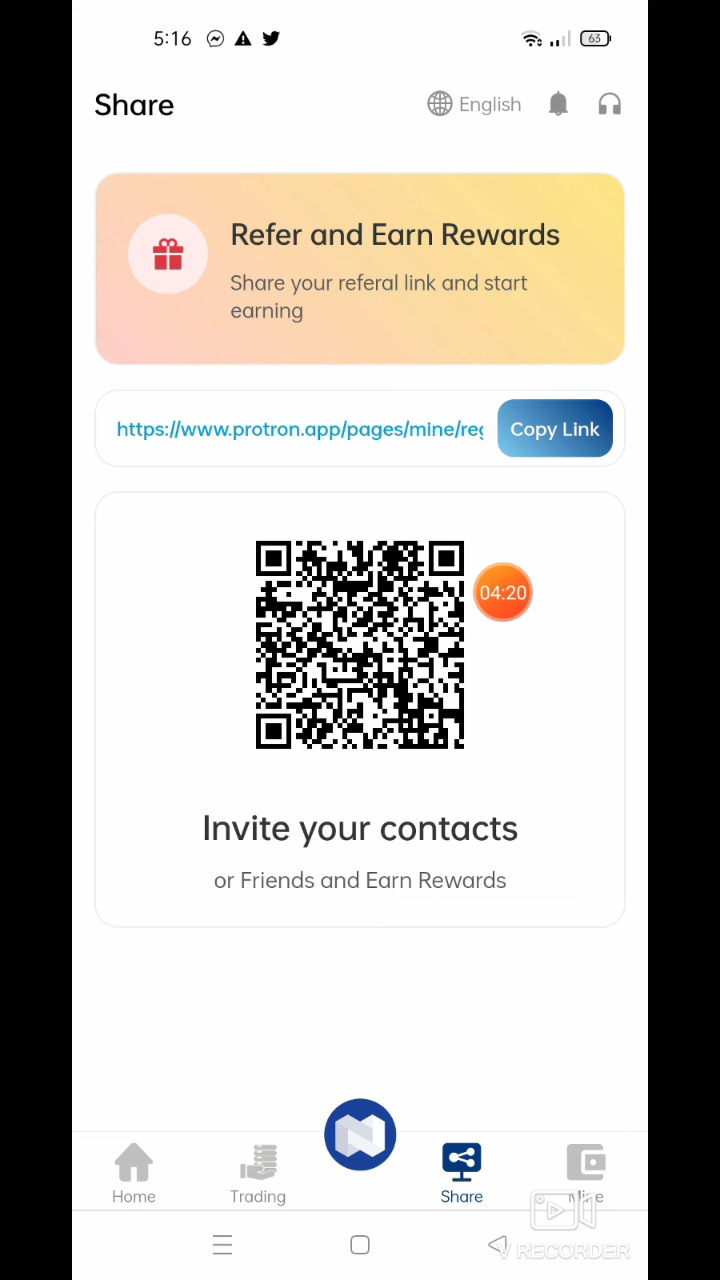 5:16
63
Share
English
Refer and Earn Rewards
Share your referal link and start
earning
https://www.protron.app/pages/mine/reg
Copy Link
04:20
Invite your contacts
or Friends and Earn Rewards
Home
Trading
Share
Mine
V RECORDER